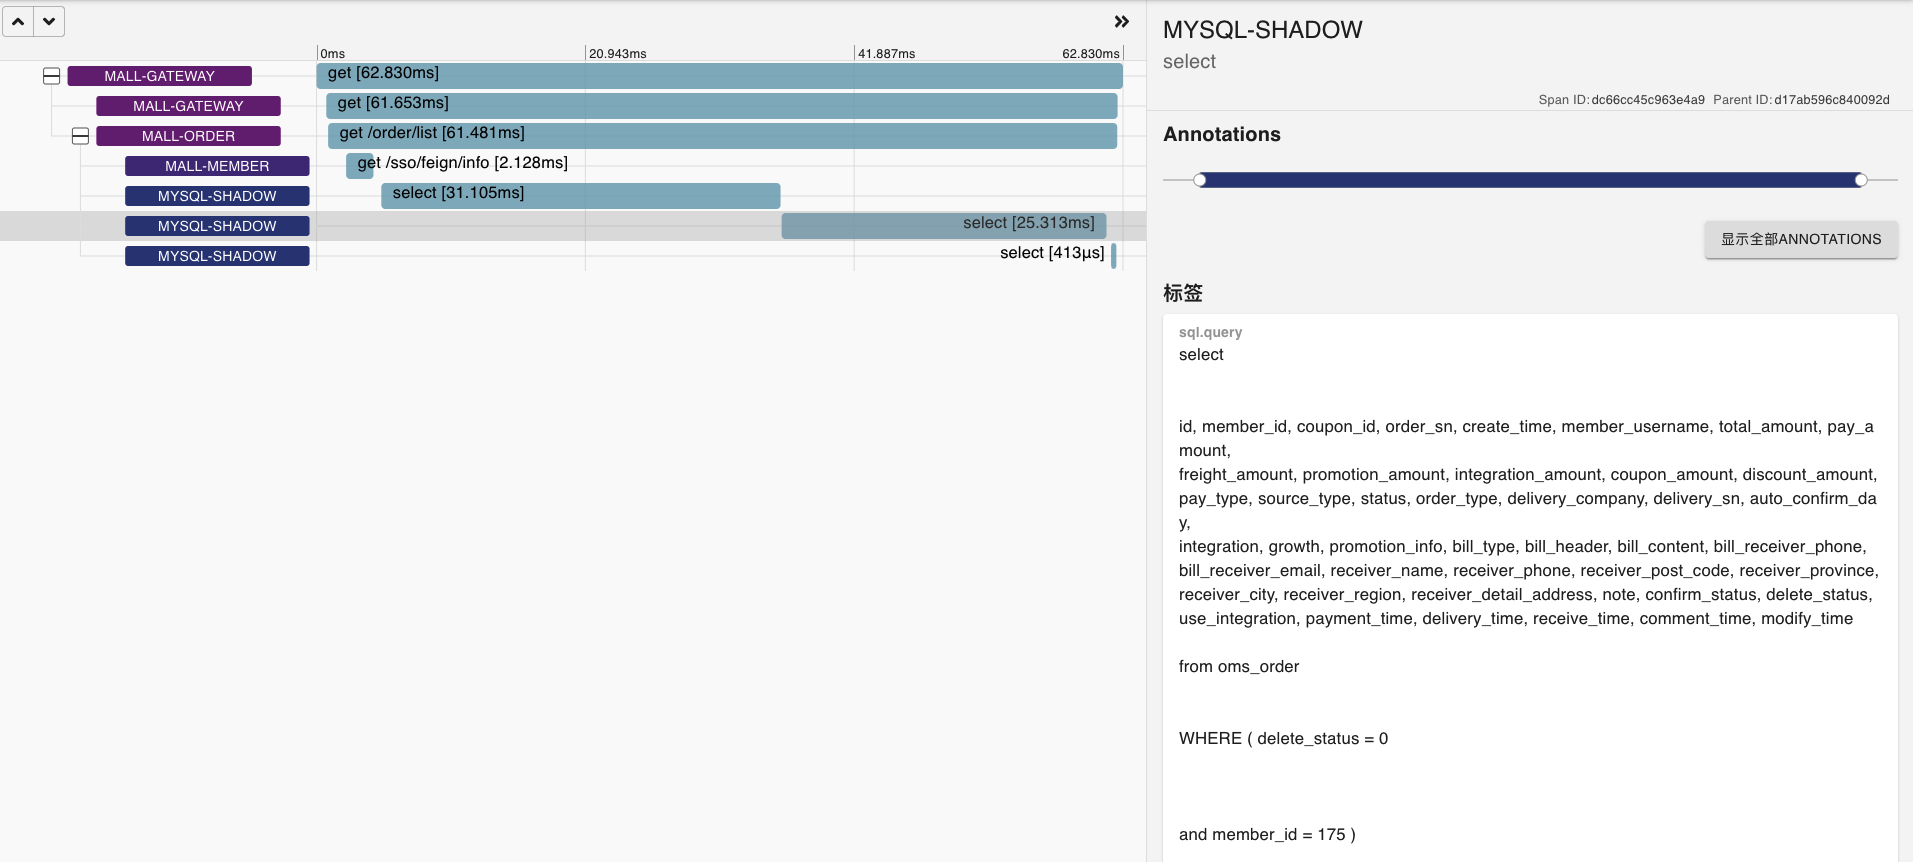 0ms 20.943ms 41.887ms 62.830ms
MALL-GATEWAY get [62.830ms]
MALL-GATEWAY get [61.653ms]
MALL-ORDER get /order/list [61.481ms]
MALL-MEMBER get /sso/feign/info [2.128ms]
MYSQL-SHADOW select [31.105ms]
MYSQL-SHADOW select [25.313ms]
MYSQL-SHADOW select [413μs]
MYSQL-SHADOW
select
Span ID: dc66cc45c963e4a9 Parent ID: d17ab596c840092d
Annotations
显示全部ANNOTATIONS
标签
sql.query
select
id, member_id, coupon_id, order_sn, create_time, member_username, total_amount, pay_a
mount,
freight_amount, promotion_amount, integration_amount, coupon_amount, discount_amount,
pay_type, source_type, status, order_type, delivery_company, delivery_sn, auto_confirm_da
y,
integration, growth, promotion_info, bill_type, bill_header, bill_content, bill_receiver_phone,
bill_receiver_email, receiver_name, receiver_phone, receiver_post_code, receiver_province,
receiver_city, receiver_region, receiver_detail_address, note, confirm_status, delete_status,
use_integration, payment_time, delivery_time, receive_time, comment_time, modify_time
from oms_order
WHERE ( delete_status = 0
and member_id = 175 )